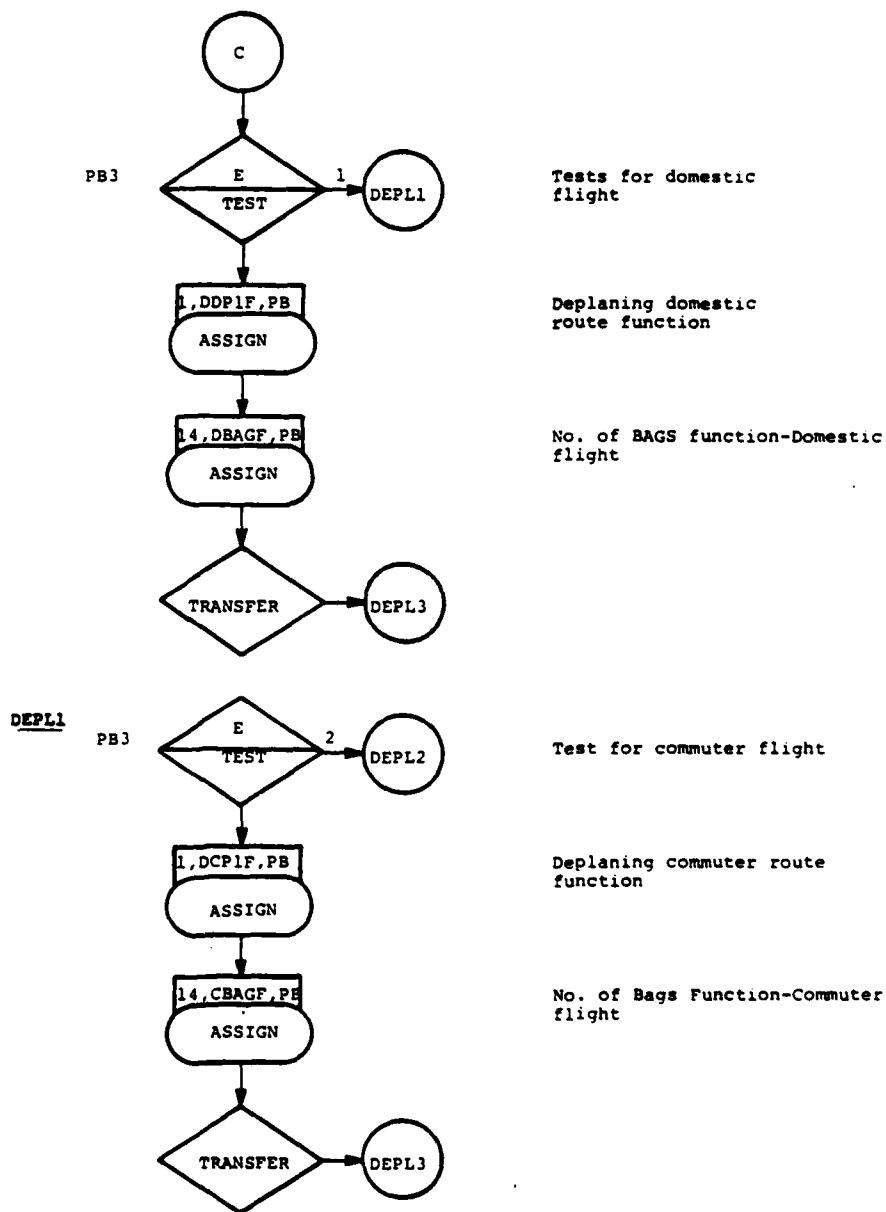 C
PB3
E
1
TEST
DEPL1
Tests for domestic
flight
1,DDP1F,PB
ASSIGN
Deplaning domestic
route function
14,DBAGF,PB
ASSIGN
No. of BAGS function-Domestic
flight
TRANSFER
DEPL3
DEPL1
PB3
E
2
TEST
DEPL2
Test for commuter flight
1,DCP1F,PB
ASSIGN
Deplaning commuter route
function
14,CBAGF,PB
ASSIGN
No. of Bags Function-Commuter
flight
TRANSFER
DEPL3